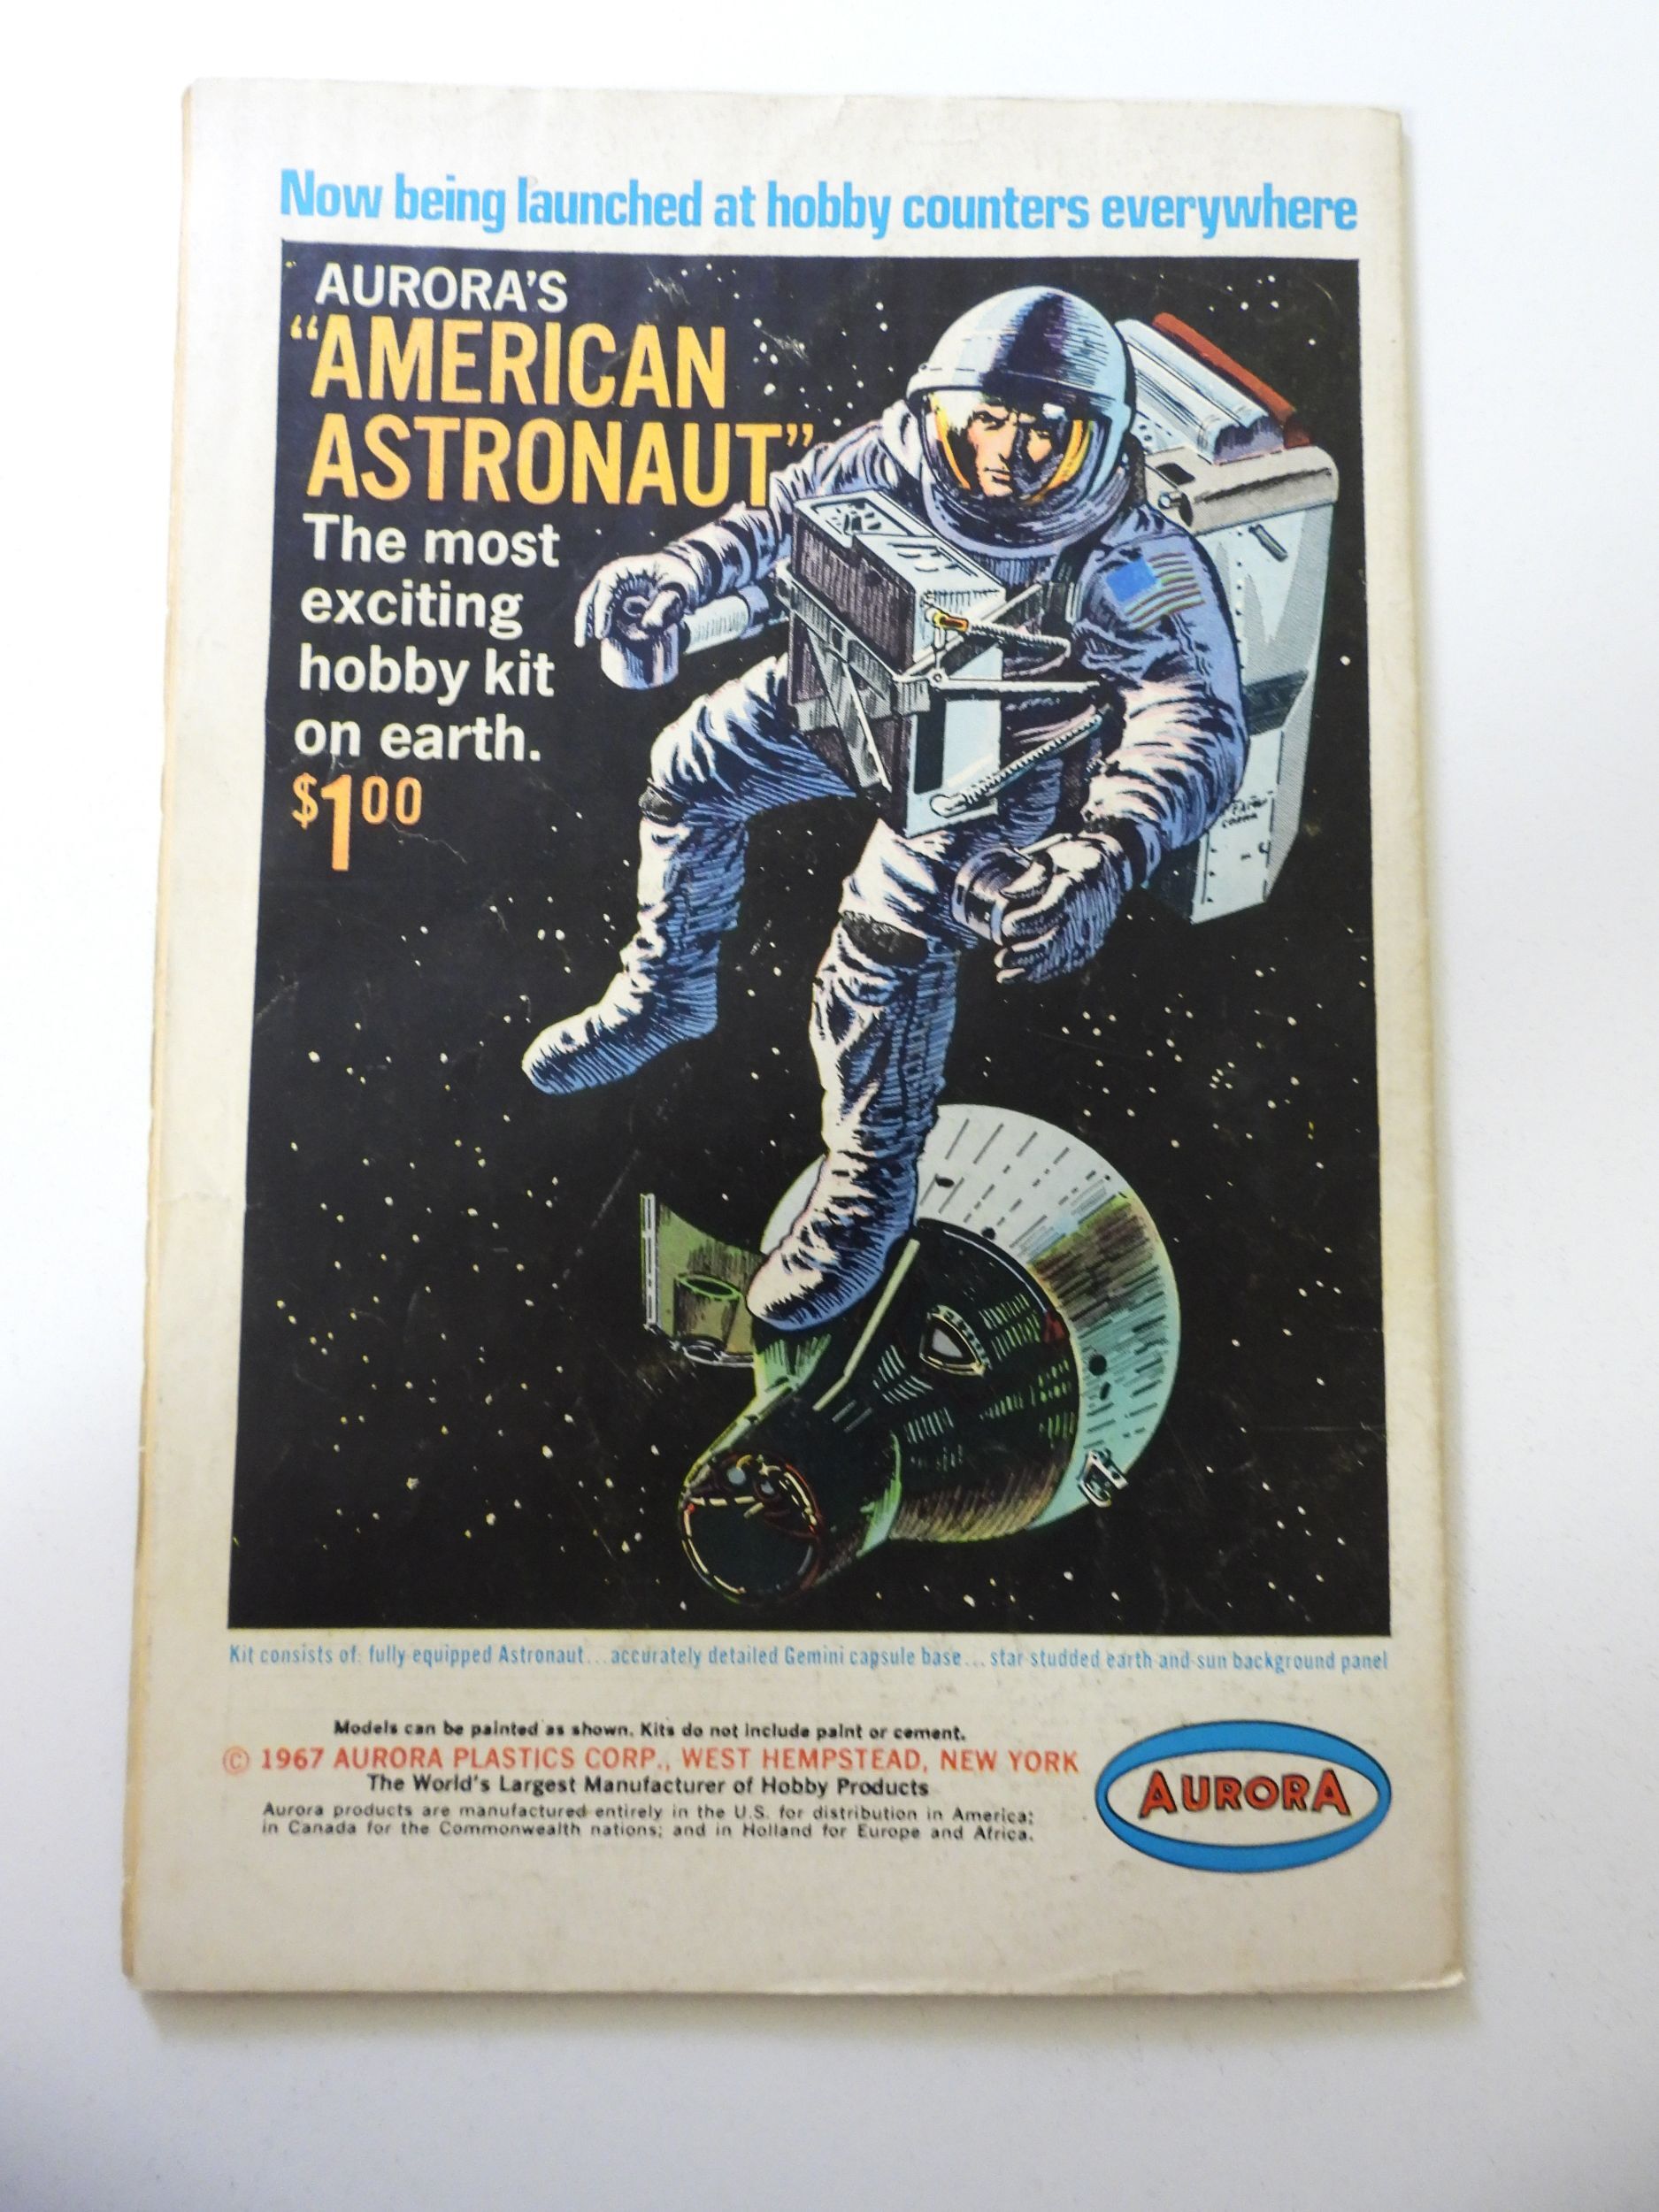 Now being launched at hobby counters everywhere
AURORA'S
“AMERICAN
ASTRONAUT”
The most
exciting
hobby kit
on earth.
$100
Kit consists of: fully equipped Astronaut...accurately detailed Gemini capsule base...star studded earth-and-sun background panel
Models can be painted as shown. Kits do not include paint or cement.
© 1967 AURORA PLASTICS CORP., WEST HEMPSTEAD, NEW YORK
The World's Largest Manufacturer of Hobby Products
Aurora products are manufactured entirely in the U.S. for distribution in America;
in Canada for the Commonwealth nations; and in Holland for Europe and Africa.
AURORA